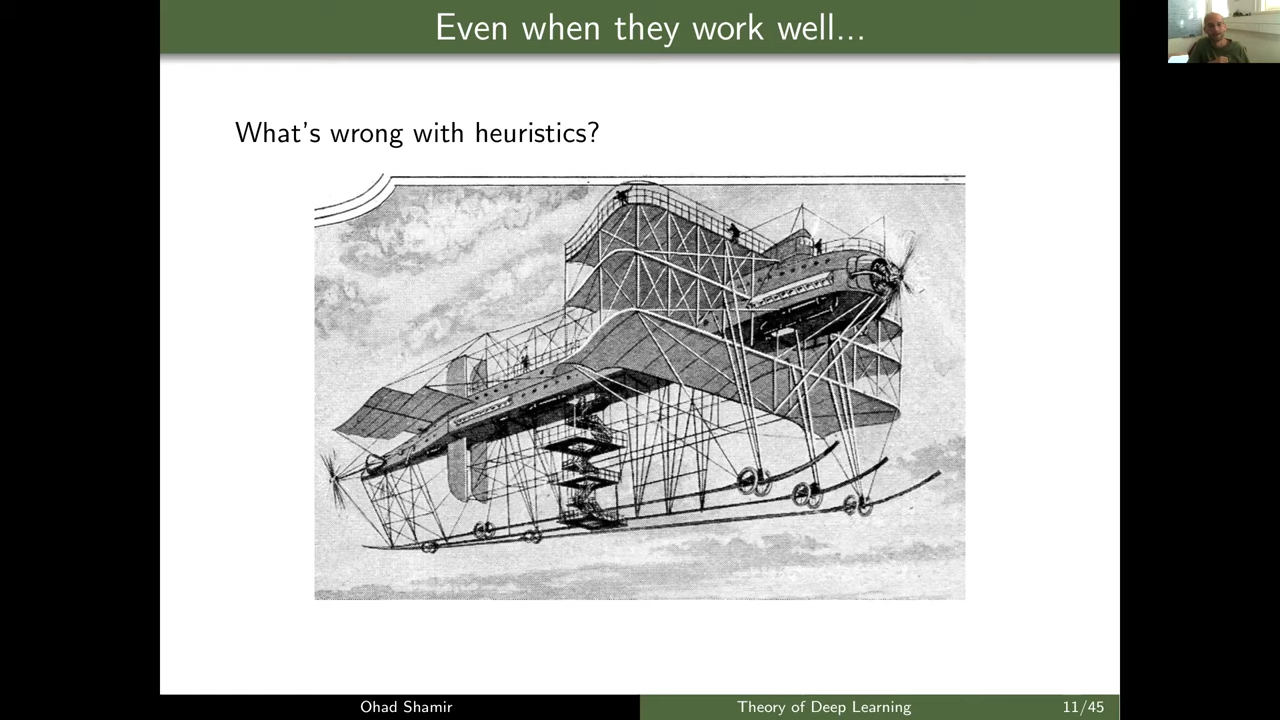 Even when they work well...
What's wrong with heuristics?
Ohad Shamir
Theory of Deep Learning
11/45